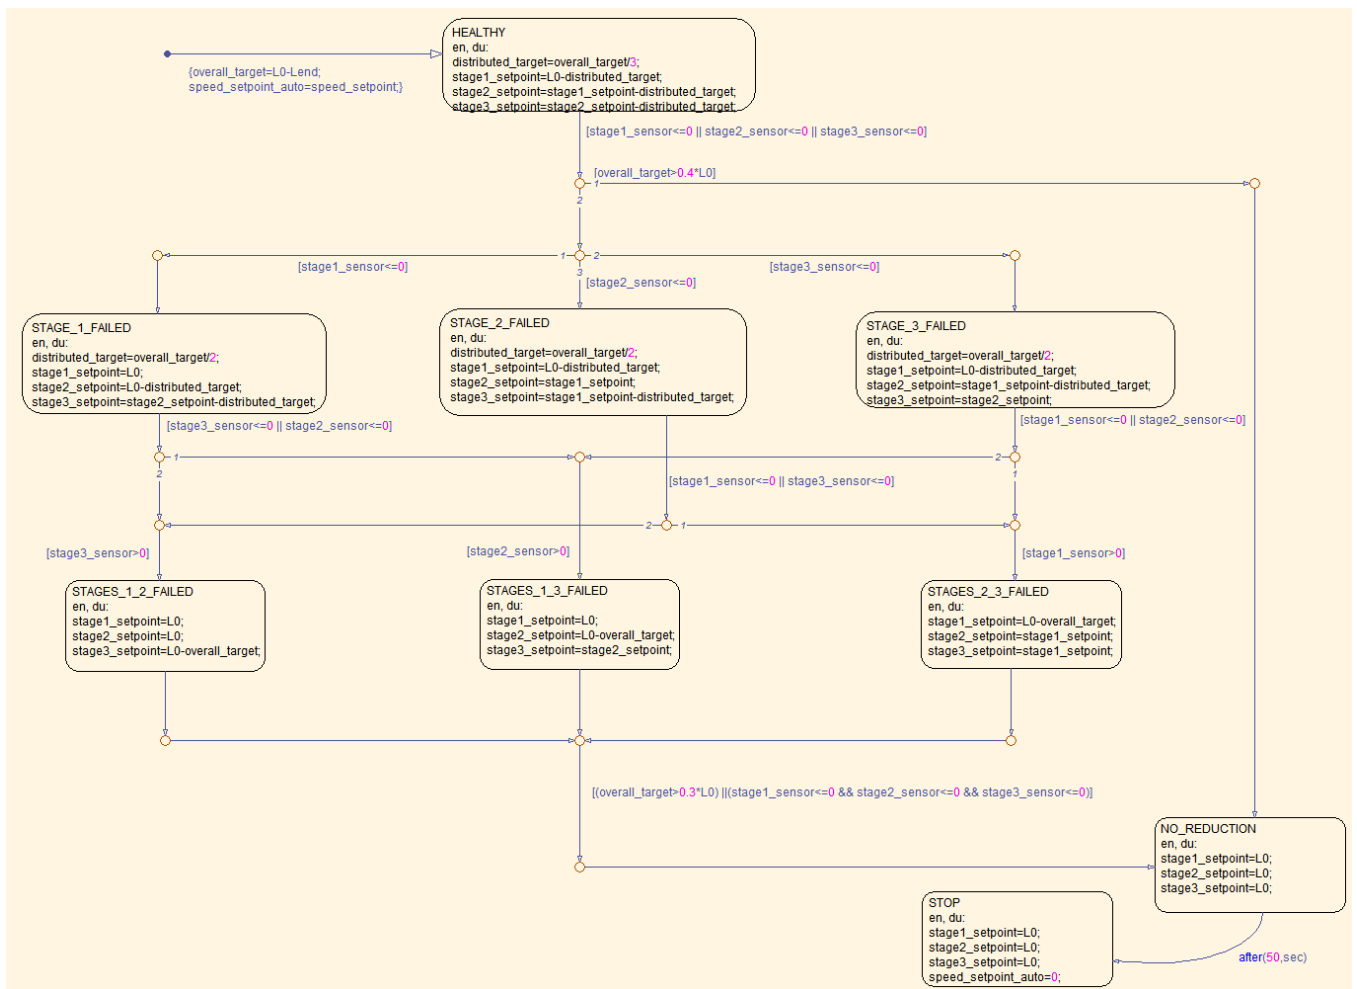 HEALTHY
en, du:
distributed_target=overall_target/3;
stage1_setpoint=L0-distributed_target;
stage2_setpoint=stage1_setpoint-distributed_target;
stage3_setpoint=stage2_setpoint-distributed_target;
{overall_target=L0-Lend;
speed_setpoint_auto=speed_setpoint;}
[stage1_sensor<=0 || stage2_sensor<=0 || stage3_sensor<=0]
[overall_target>0.4*L0]
1
2
1
2
3
[stage1_sensor<=0]
[stage3_sensor<=0]
[stage2_sensor<=0]
STAGE_1_FAILED
en, du:
distributed_target=overall_target/2;
stage1_setpoint=L0;
stage2_setpoint=L0-distributed_target;
stage3_setpoint=stage2_setpoint-distributed_target;
STAGE_2_FAILED
en, du:
distributed_target=overall_target/2;
stage1_setpoint=L0-distributed_target;
stage2_setpoint=stage1_setpoint;
stage3_setpoint=stage1_setpoint-distributed_target;
STAGE_3_FAILED
en, du:
distributed_target=overall_target/2;
stage1_setpoint=L0-distributed_target;
stage2_setpoint=stage1_setpoint-distributed_target;
stage3_setpoint=stage2_setpoint;
[stage3_sensor<=0 || stage2_sensor<=0]
[stage1_sensor<=0 || stage2_sensor<=0]
1
2
2
1
[stage1_sensor<=0 || stage3_sensor<=0]
2
1
[stage3_sensor>0]
[stage2_sensor>0]
[stage1_sensor>0]
STAGES_1_2_FAILED
en, du:
stage1_setpoint=L0;
stage2_setpoint=L0;
stage3_setpoint=L0-overall_target;
STAGES_1_3_FAILED
en, du:
stage1_setpoint=L0;
stage2_setpoint=L0-overall_target;
stage3_setpoint=stage2_setpoint;
STAGES_2_3_FAILED
en, du:
stage1_setpoint=L0-overall_target;
stage2_setpoint=stage1_setpoint;
stage3_setpoint=stage1_setpoint;
[(overall_target>0.3*L0) ||(stage1_sensor<=0 && stage2_sensor<=0 && stage3_sensor<=0)]
NO_REDUCTION
en, du:
stage1_setpoint=L0;
stage2_setpoint=L0;
stage3_setpoint=L0;
STOP
en, du:
stage1_setpoint=L0;
stage2_setpoint=L0;
stage3_setpoint=L0;
speed_setpoint_auto=0;
after(50,sec)